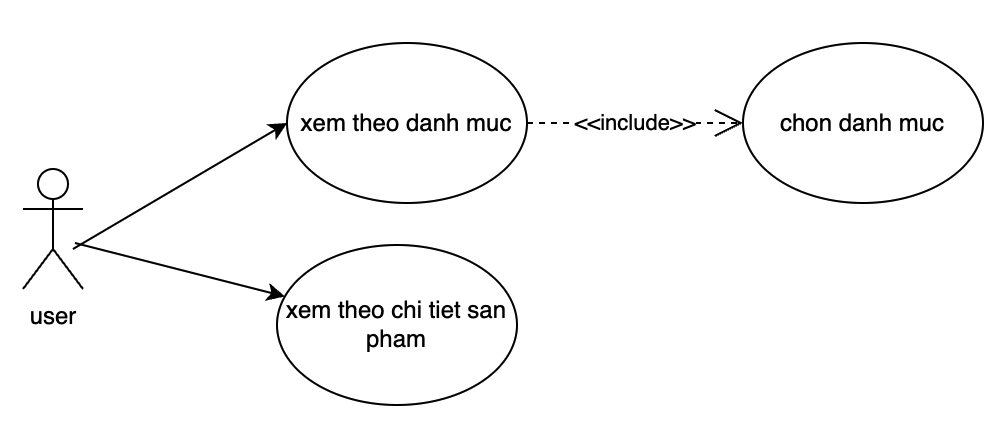 xem theo danh muc
<<include>>
chon danh muc
user
xem theo chi tiet san
pham